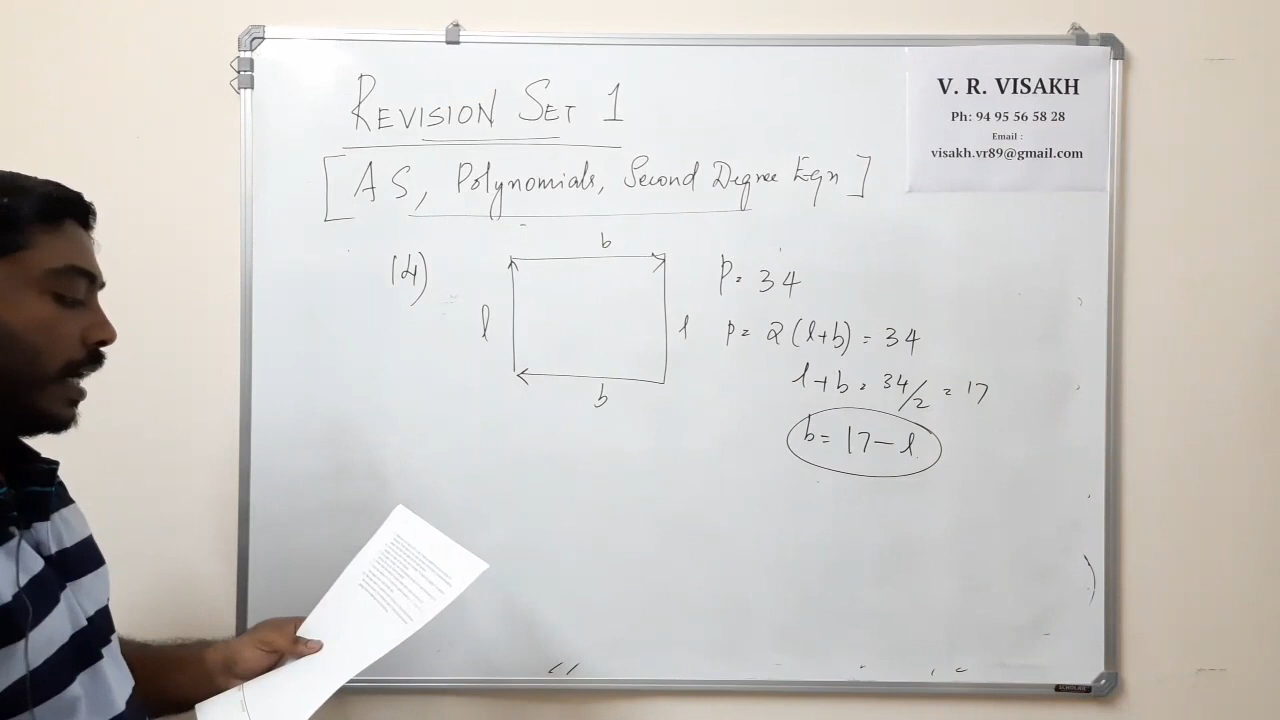 REVISION SET 1
[AS, Polynomials, Second Degree Eqn]
14)
b
l
l
b
P = 34
P = 2(l+b) = 34
l+b = 34/2 = 17
b = 17 - l
V. R. VISAKH
Ph: 94 95 56 58 28
Email :
visakh.vr89@gmail.com